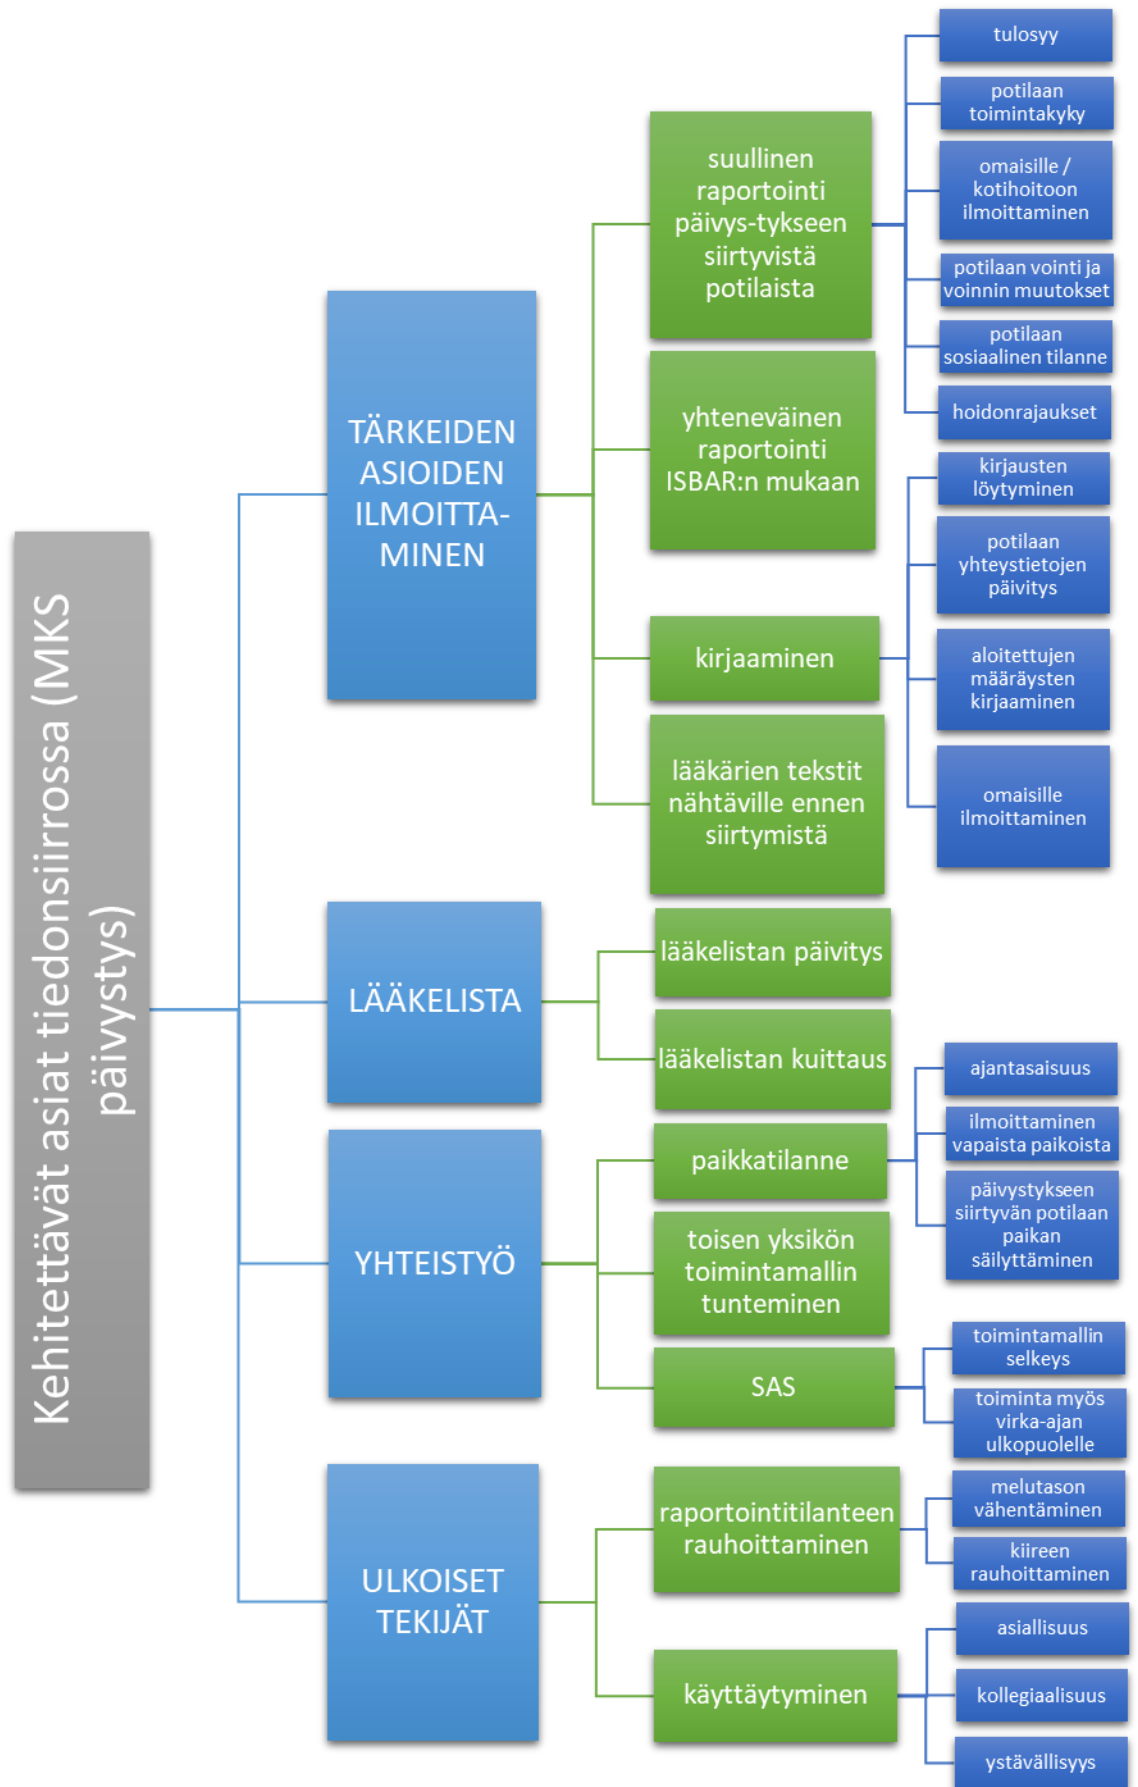 Kehitettävät asiat tiedonsiirrossa (MKS
päivystys)
TÄRKEIDEN
ASIOIDEN
ILMOITTA-
MINEN
suullinen
raportointi
päivys-tykseen
siirtyvistä
potilaista
tulosyy
potilaan
toimintakyky
omaisille /
kotihoitoon
ilmoittaminen
potilaan vointi ja
voinnin muutokset
potilaan
sosiaalinen tilanne
hoidonrajaukset
yhteneväinen
raportointi
ISBAR:n mukaan
kirjaaminen
kirjausten
löytyminen
potilaan
yhteystietojen
päivitys
aloitettujen
määräysten
kirjaaminen
omaisille
ilmoittaminen
lääkärien tekstit
nähtäville ennen
siirtymistä
LÄÄKELISTA
lääkelistan päivitys
lääkelistan kuittaus
YHTEISTYÖ
paikkatilanne
ajantasaisuus
ilmoittaminen
vapaista paikoista
päivystykseen
siirtyvän potilaan
paikan
säilyttäminen
toisen yksikön
toimintamallin
tunteminen
SAS
toimintamallin
selkeys
toiminta myös
virka-ajan
ulkopuolelle
ULKOISET
TEKIJÄT
raportointitilanteen
rauhoittaminen
melutason
vähentäminen
kiireen
rauhoittaminen
käyttäytyminen
asiallisuus
kollegiaalisuus
ystävällisyys